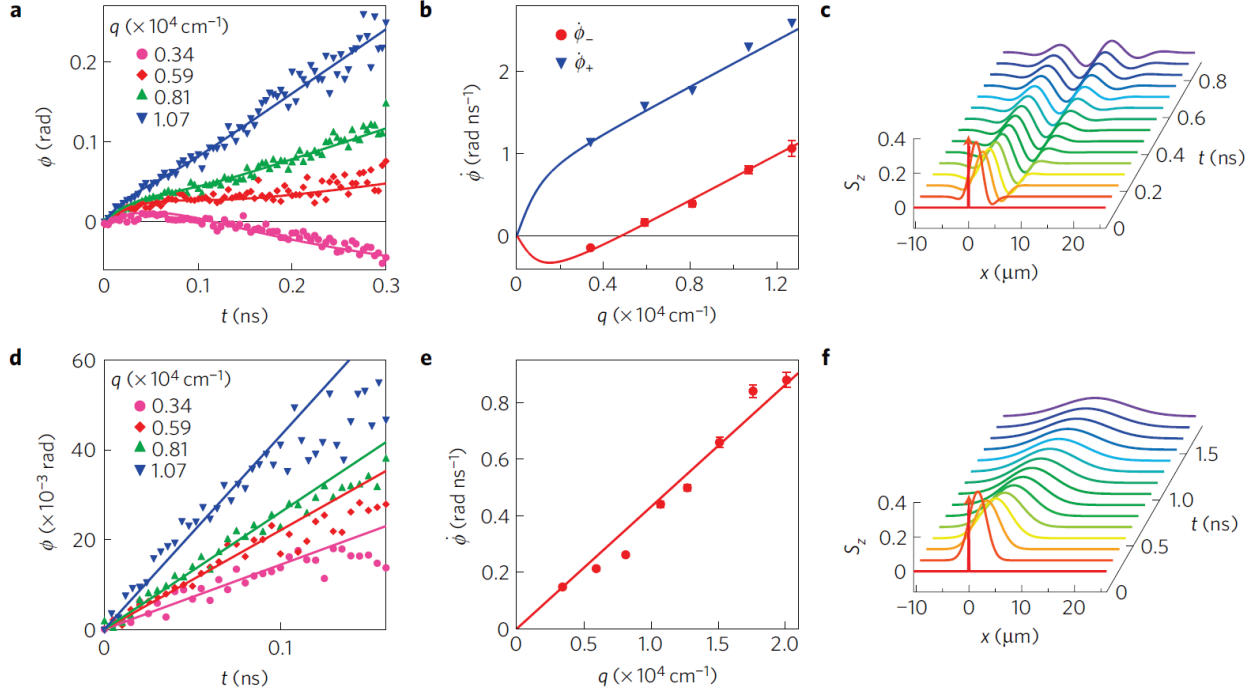 a
q (×10⁴ cm⁻¹)
0.34
0.59
0.81
1.07
0.2
0.1
0
ϕ (rad)
0
0.1
0.2
0.3
t (ns)
b
ϕ̇₋
ϕ̇₊
2
1
0
ϕ̇ (rad ns⁻¹)
0
0.4
0.8
1.2
q (×10⁴ cm⁻¹)
c
0.8
0.6
0.4
0.2
0
t (ns)
0.4
0.2
0
S_z
−10
0
10
20
x (μm)
d
q (×10⁴ cm⁻¹)
0.34
0.59
0.81
1.07
60
40
20
0
ϕ (×10⁻³ rad)
0
0.1
t (ns)
e
0.8
0.6
0.4
0.2
0
ϕ̇ (rad ns⁻¹)
0
0.5
1.0
1.5
2.0
q (×10⁴ cm⁻¹)
f
1.5
1.0
0.5
0
t (ns)
0.4
0.2
0
S_z
−10
0
10
20
x (μm)